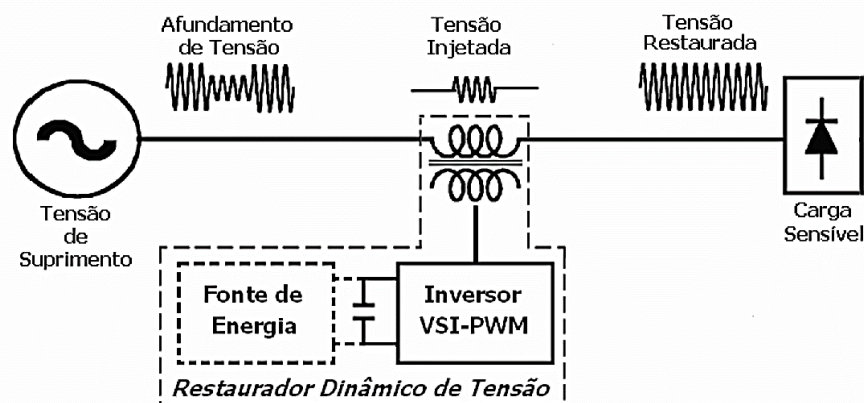 Afundamento
de Tensão
Tensão
Injetada
Tensão
Restaurada
Tensão
de
Suprimento
Carga
Sensível
Fonte de
Energia
Inversor
VSI-PWM
Restaurador Dinâmico de Tensão